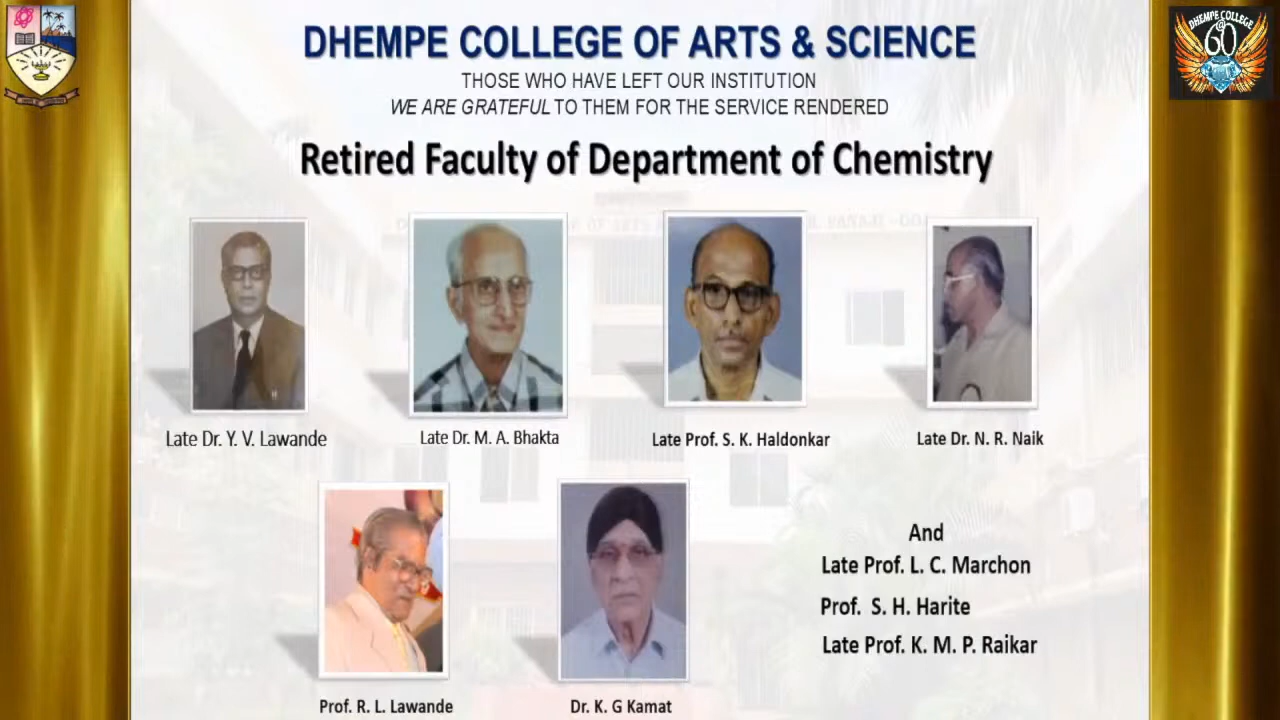 DHEMPE COLLEGE OF ARTS & SCIENCE
THOSE WHO HAVE LEFT OUR INSTITUTION
WE ARE GRATEFUL TO THEM FOR THE SERVICE RENDERED
DHEMPE COLLEGE
@
60
Retired Faculty of Department of Chemistry
Late Dr. Y. V. Lawande
Late Dr. M. A. Bhakta
Late Prof. S. K. Haldonkar
Late Dr. N. R. Naik
Prof. R. L. Lawande
Dr. K. G Kamat
And
Late Prof. L. C. Marchon
Prof. S. H. Harite
Late Prof. K. M. P. Raikar